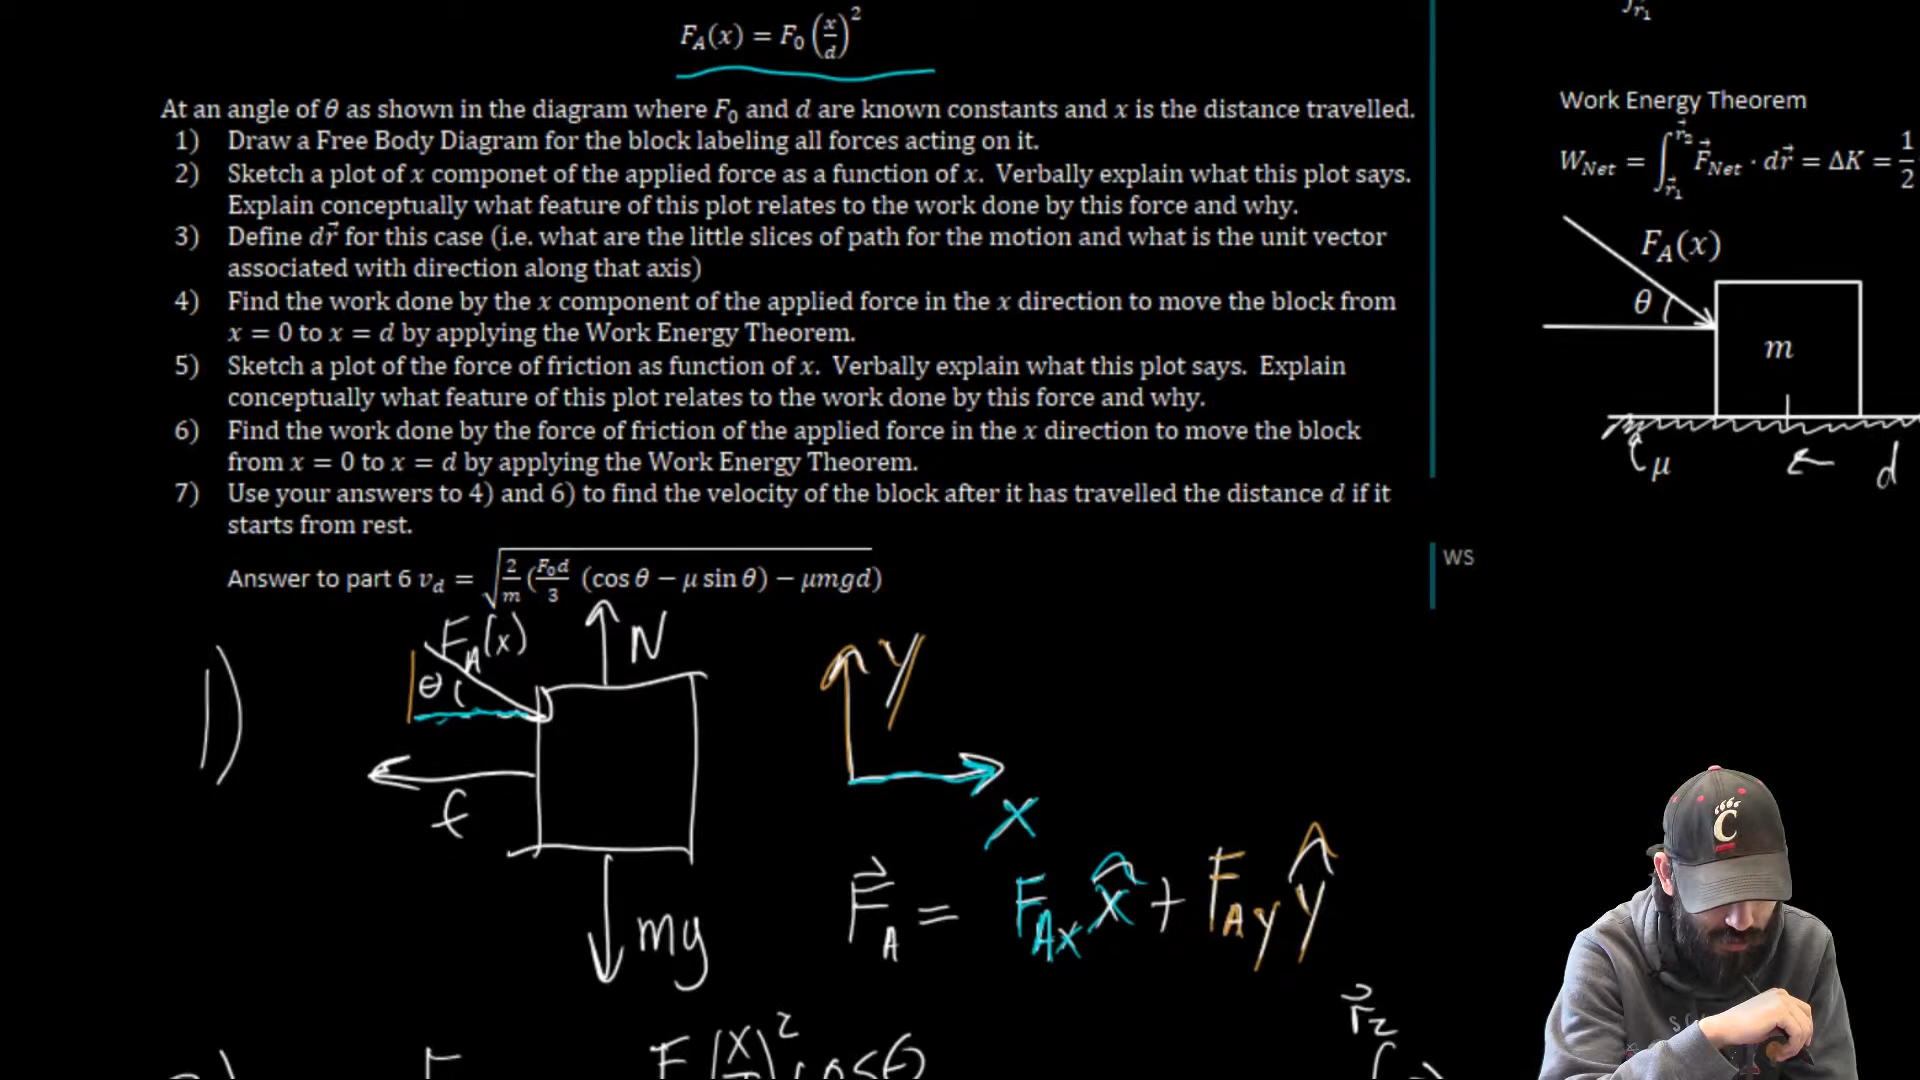 F_A(x) = F_0 (x/d)^2
At an angle of θ as shown in the diagram where F_0 and d are known constants and x is the distance travelled.
1) Draw a Free Body Diagram for the block labeling all forces acting on it.
2) Sketch a plot of x componet of the applied force as a function of x. Verbally explain what this plot says.
Explain conceptually what feature of this plot relates to the work done by this force and why.
3) Define dr⃗ for this case (i.e. what are the little slices of path for the motion and what is the unit vector
associated with direction along that axis)
4) Find the work done by the x component of the applied force in the x direction to move the block from
x = 0 to x = d by applying the Work Energy Theorem.
5) Sketch a plot of the force of friction as function of x. Verbally explain what this plot says. Explain
conceptually what feature of this plot relates to the work done by this force and why.
6) Find the work done by the force of friction of the applied force in the x direction to move the block
from x = 0 to x = d by applying the Work Energy Theorem.
7) Use your answers to 4) and 6) to find the velocity of the block after it has travelled the distance d if it
starts from rest.
Answer to part 6 v_d = √(2/m (F_0d/3 (cos θ − μ sin θ) − μmgd)
∫r_1
Work Energy Theorem
W_Net = ∫_{r⃗_1}^{r⃗_2} F⃗_Net · dr⃗ = ΔK = 1/2
F_A(x)
θ
m
μ
d
WS
1)
F_A(x)
θ
N
f
mg
y
x
F⃗_A = F_Ax x̂ + F_Ay ŷ
F (x/ )^2 cosθ
r⃗_2
C